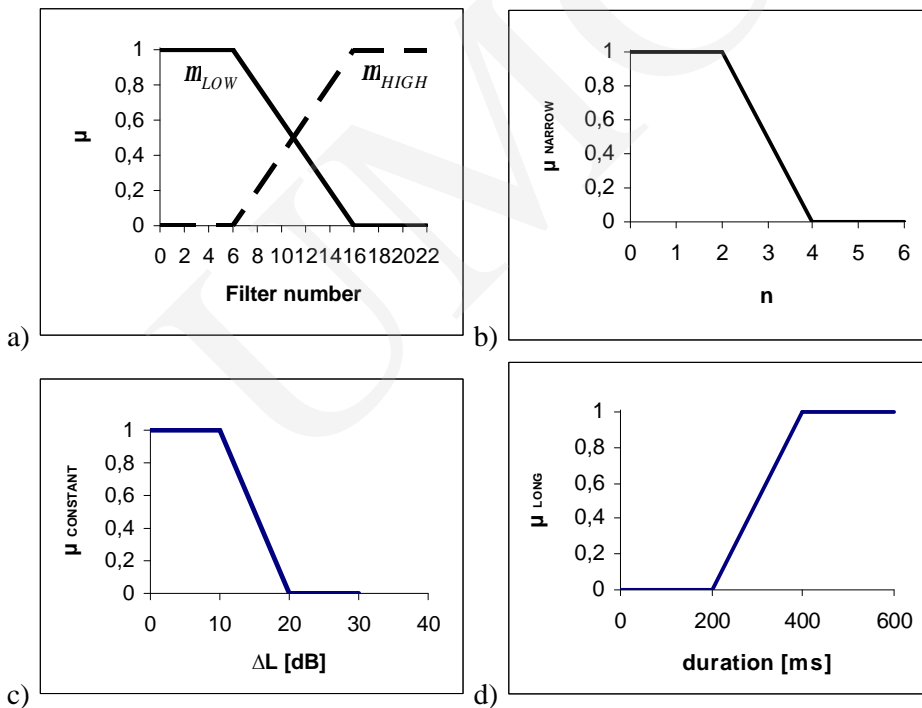 1
0,8
0,6
0,4
0,2
0
µ
m LOW
m HIGH
0 2 4 6 8 10 12 14 16 18 20 22
Filter number
a)
1
0,8
0,6
0,4
0,2
0
µ NARROW
0 1 2 3 4 5 6
n
b)
1
0,8
0,6
0,4
0,2
0
µ CONSTANT
0 10 20 30 40
ΔL [dB]
c)
1
0,8
0,6
0,4
0,2
0
µ LONG
0 200 400 600
duration [ms]
d)
UMC